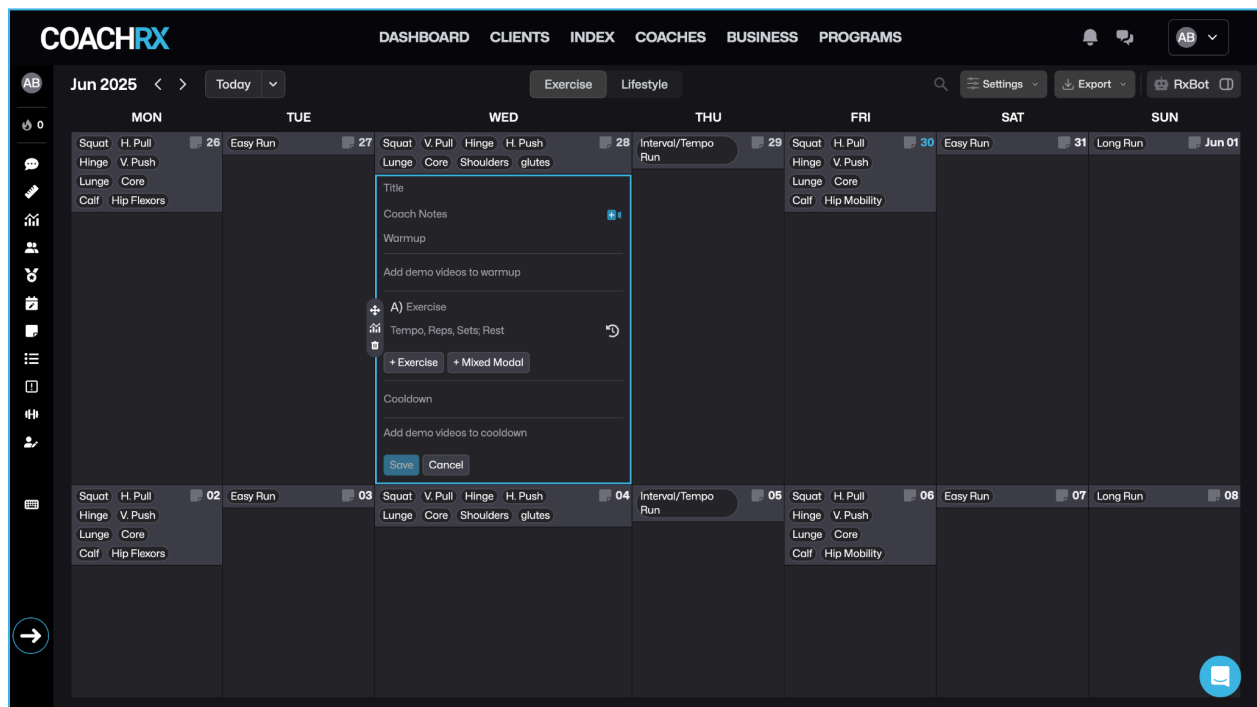 COACHRX
DASHBOARD CLIENTS INDEX COACHES BUSINESS PROGRAMS
AB
AB
Jun 2025
Today
Exercise Lifestyle
Settings
Export
RxBot
0
MON TUE WED THU FRI SAT SUN
Squat H. Pull 26
Hinge V. Push
Lunge Core
Calf Hip Flexors
Easy Run 27
Squat V. Pull Hinge H. Push 28
Lunge Core Shoulders glutes
Title
Coach Notes
Warmup
Add demo videos to warmup
A) Exercise
Tempo, Reps, Sets; Rest
+ Exercise + Mixed Modal
Cooldown
Add demo videos to cooldown
Save Cancel
Interval/Tempo 29
Run
Squat H. Pull 30
Hinge V. Push
Lunge Core
Calf Hip Mobility
Easy Run 31
Long Run Jun 01
Squat H. Pull 02
Hinge V. Push
Lunge Core
Calf Hip Flexors
Easy Run 03
Squat V. Pull Hinge H. Push 04
Lunge Core Shoulders glutes
Interval/Tempo 05
Run
Squat H. Pull 06
Hinge V. Push
Lunge Core
Calf Hip Mobility
Easy Run 07
Long Run 08